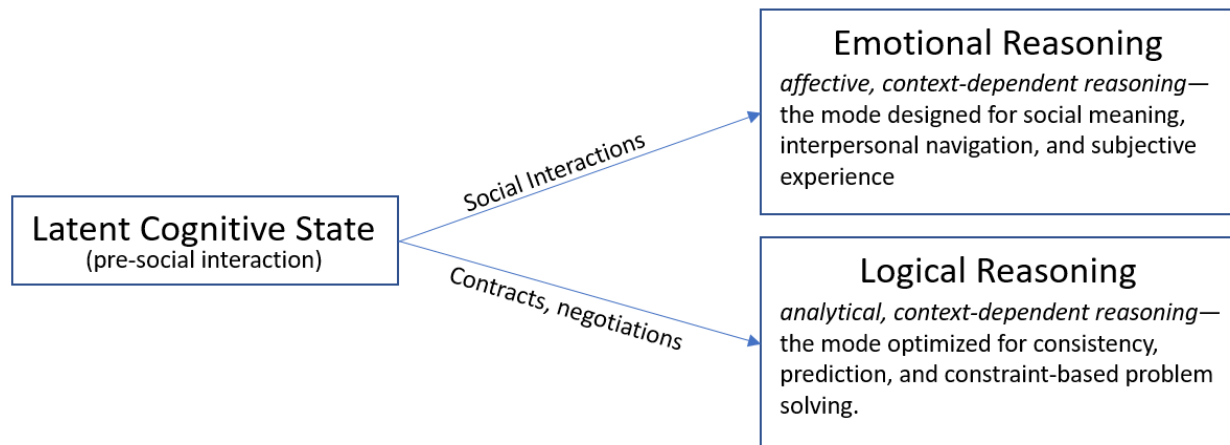 Latent Cognitive State
(pre-social interaction)
Social Interactions
Contracts, negotiations
Emotional Reasoning
affective, context-dependent reasoning—
the mode designed for social meaning,
interpersonal navigation, and subjective
experience
Logical Reasoning
analytical, context-dependent reasoning—
the mode optimized for consistency,
prediction, and constraint-based problem
solving.